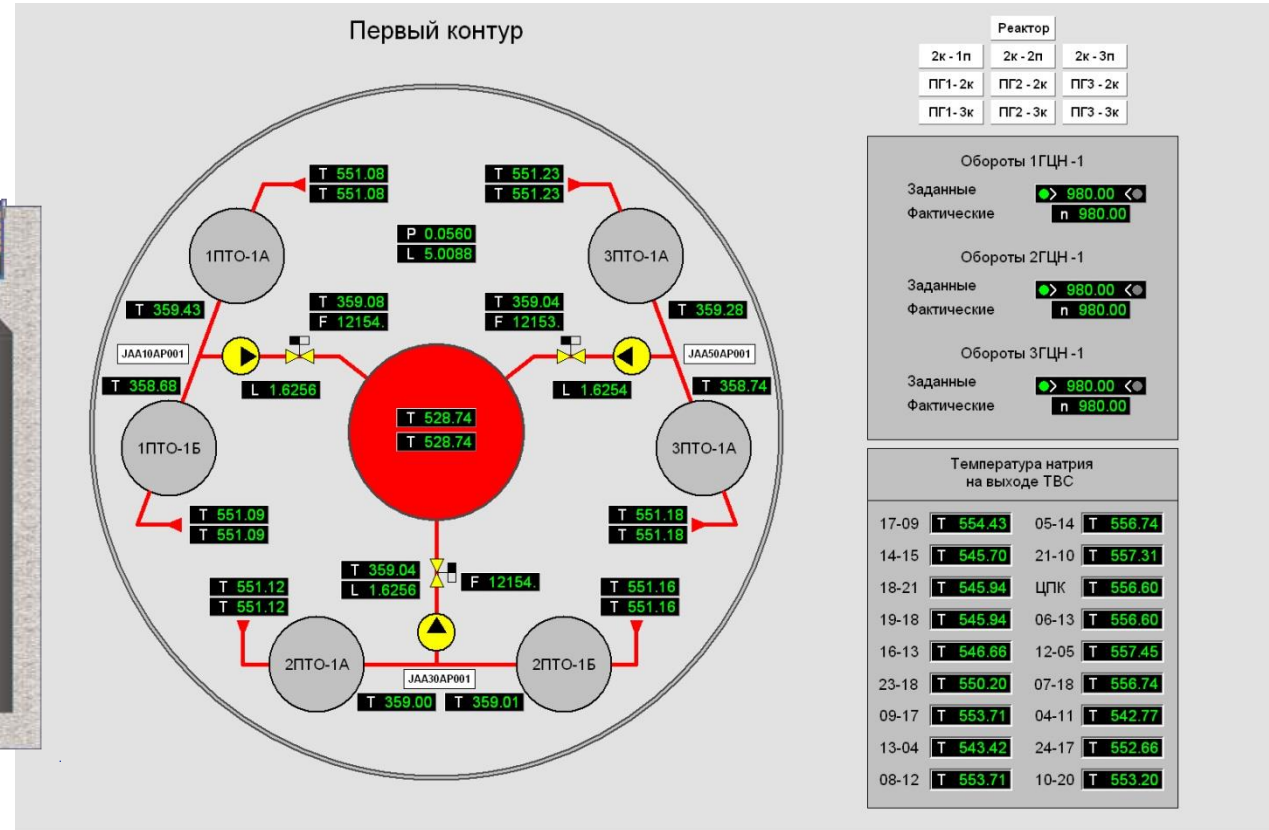 Первый контур
Реактор
2к - 1п 2к - 2п 2к - 3п
ПГ1- 2к ПГ2 - 2к ПГ3 - 2к
ПГ1- 3к ПГ2 - 3к ПГ3 - 3к
T 551.08
T 551.08
T 551.23
T 551.23
1ПТО-1А
P 0.0560
L 5.0088
3ПТО-1А
T 359.43
T 359.08
F 12154.
T 359.04
F 12153.
T 359.28
JAA10AP001
JAA50AP001
T 358.68
L 1.6256
L 1.6254
T 358.74
T 528.74
T 528.74
1ПТО-1Б
3ПТО-1А
T 551.09
T 551.09
T 551.18
T 551.18
T 359.04
L 1.6256
F 12154.
T 551.12
T 551.12
T 551.16
T 551.16
2ПТО-1А
2ПТО-1Б
JAA30AP001
T 359.00 T 359.01
Обороты 1ГЦН -1
Заданные 980.00
Фактические n 980.00
Обороты 2ГЦН -1
Заданные 980.00
Фактические n 980.00
Обороты 3ГЦН -1
Заданные 980.00
Фактические n 980.00
Температура натрия
на выходе ТВС
17-09 T 554.43 05-14 T 556.74
14-15 T 545.70 21-10 T 557.31
18-21 T 545.94 ЦПК T 556.60
19-18 T 545.94 06-13 T 556.60
16-13 T 546.66 12-05 T 557.45
23-18 T 550.20 07-18 T 556.74
09-17 T 553.71 04-11 T 542.77
13-04 T 543.42 24-17 T 552.66
08-12 T 553.71 10-20 T 553.20